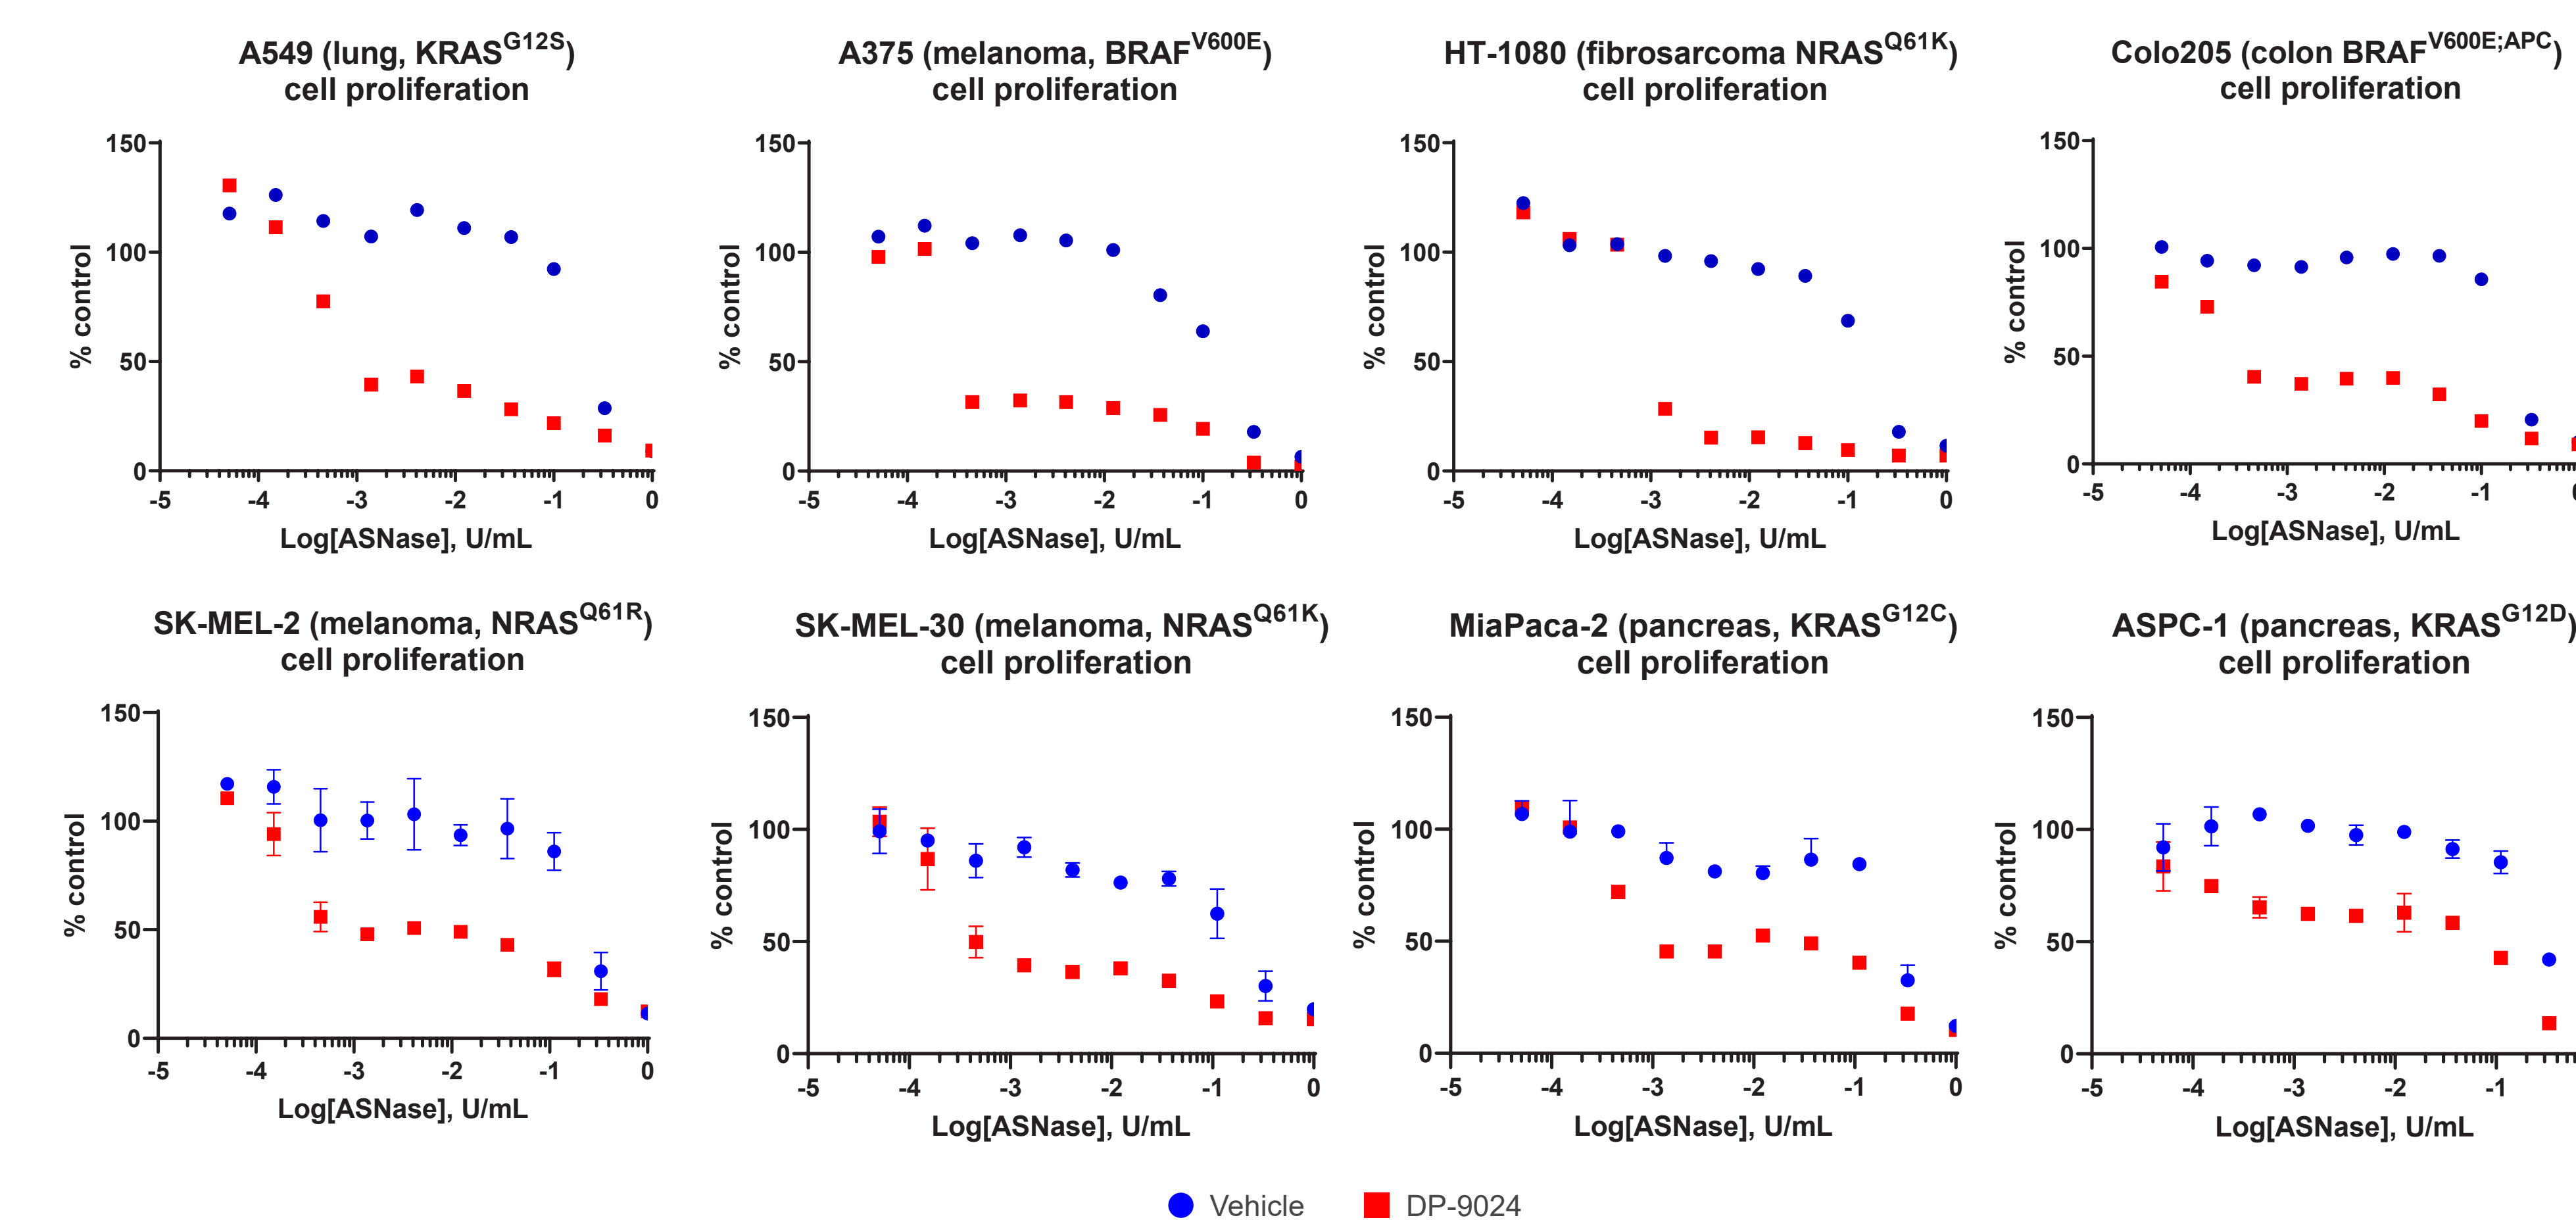 A549 (lung, KRASG12S)
cell proliferation
150
100
50
0
% control
-5 -4 -3 -2 -1 0
Log[ASNase], U/mL
A375 (melanoma, BRAFV600E)
cell proliferation
150
100
50
0
% control
-5 -4 -3 -2 -1 0
Log[ASNase], U/mL
HT-1080 (fibrosarcoma NRASQ61K)
cell proliferation
150
100
50
0
% control
-5 -4 -3 -2 -1 0
Log[ASNase], U/mL
Colo205 (colon BRAFV600E;APC)
cell proliferation
150
100
50
0
% control
-5 -4 -3 -2 -1
Log[ASNase], U/mL
SK-MEL-2 (melanoma, NRASQ61R)
cell proliferation
150
100
50
0
% control
-5 -4 -3 -2 -1 0
Log[ASNase], U/mL
SK-MEL-30 (melanoma, NRASQ61K)
cell proliferation
150
100
50
0
% control
-5 -4 -3 -2 -1 0
Log[ASNase], U/mL
MiaPaca-2 (pancreas, KRASG12C)
cell proliferation
150
100
50
0
% control
-5 -4 -3 -2 -1 0
Log[ASNase], U/mL
ASPC-1 (pancreas, KRASG12D)
cell proliferation
150
100
50
0
% control
-5 -4 -3 -2 -1
Log[ASNase], U/mL
Vehicle DP-9024